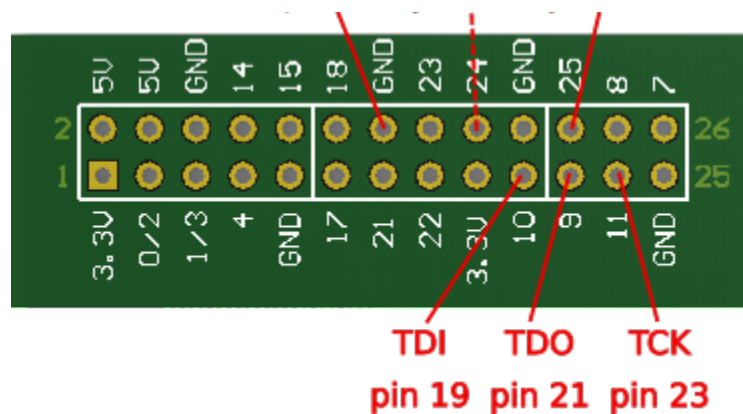 5V 5V GND 14 15 18 GND 23 24 GND 25 8 7
2 26
1 25
3.3V 0/2 1/3 4 GND 17 21 22 3.3V 10 9 11 GND
TDI TDO TCK
pin 19 pin 21 pin 23